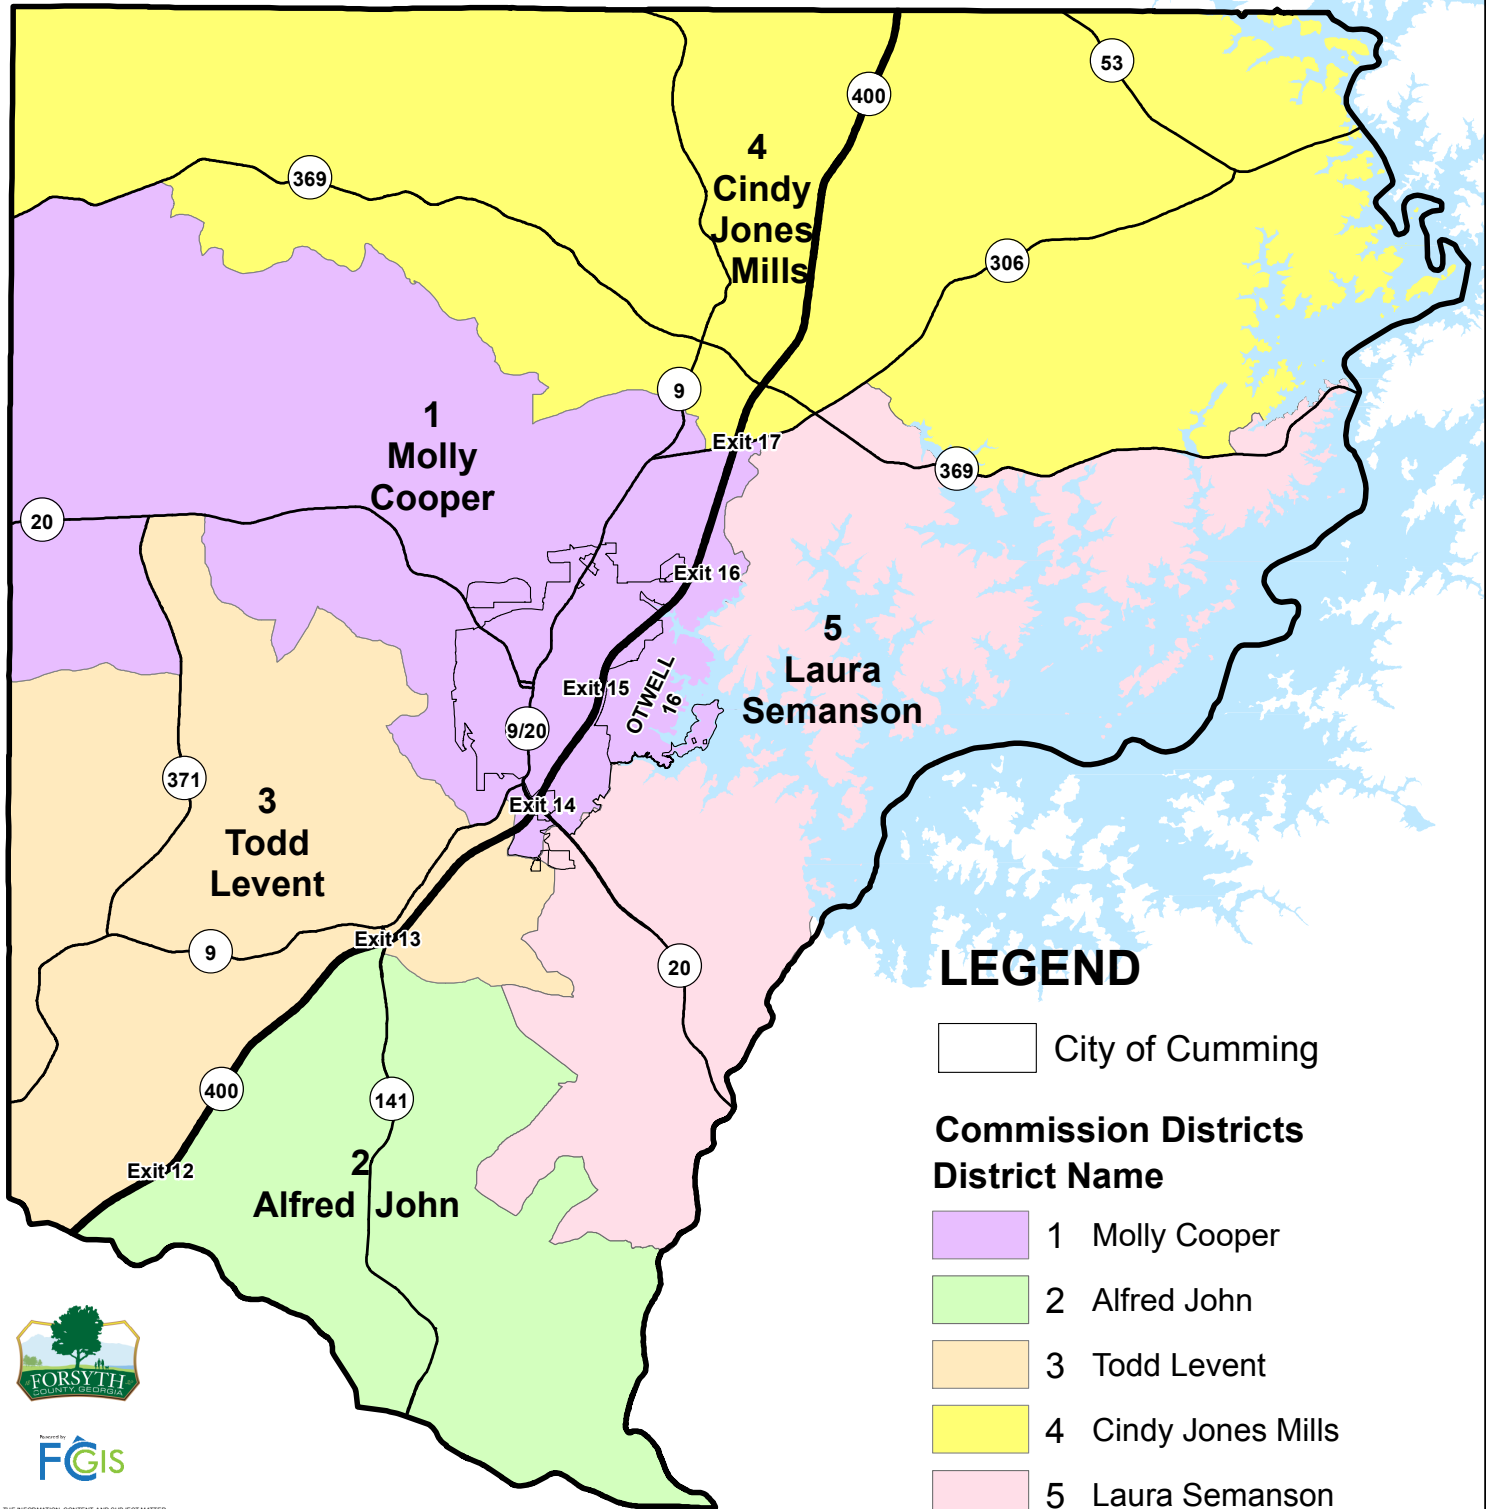 53
400
4
Cindy
Jones
Mills
369
306
9
1
Molly
Cooper
Exit 17
369
20
Exit 16
5
Laura
Semanson
OTWELL
16
Exit 15
9/20
371
3
Todd
Levent
Exit 14
9
Exit 13
20
LEGEND
City of Cumming
400
141
Commission Districts
District Name
Exit 12
2
Alfred John
1 Molly Cooper
2 Alfred John
3 Todd Levent
4 Cindy Jones Mills
5 Laura Semanson
FORSYTH
COUNTY, GEORGIA
Powered by
FCGIS